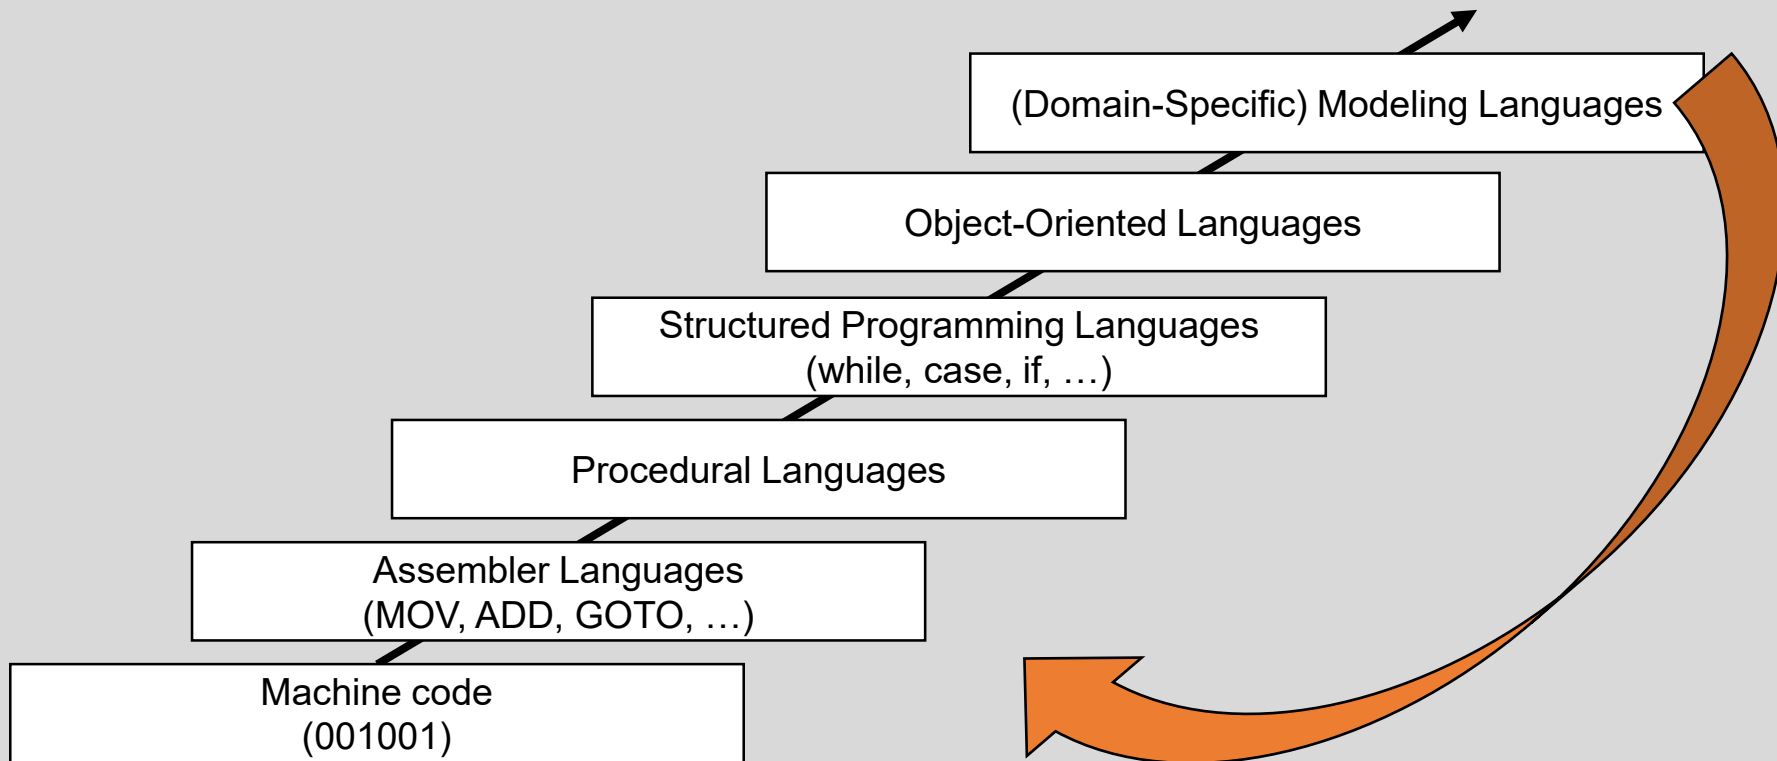 (Domain-Specific) Modeling Languages
Object-Oriented Languages
Structured Programming Languages
(while, case, if, …)
Procedural Languages
Assembler Languages
(MOV, ADD, GOTO, …)
Machine code
(001001)